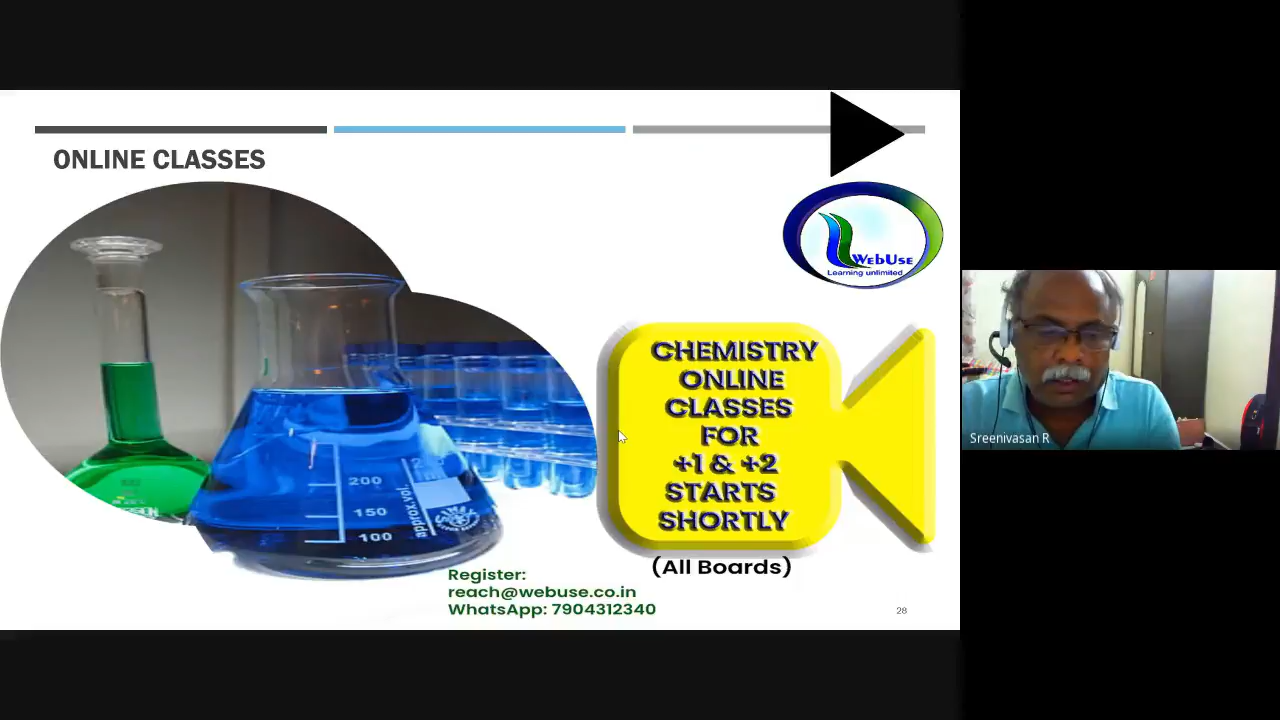 ONLINE CLASSES
WebUse
Learning unlimited
CHEMISTRY
ONLINE
CLASSES
FOR
+1 & +2
STARTS
SHORTLY
(All Boards)
200
150
100
approx.vol.
Register:
reach@webuse.co.in
WhatsApp: 7904312340
28
Sreenivasan R